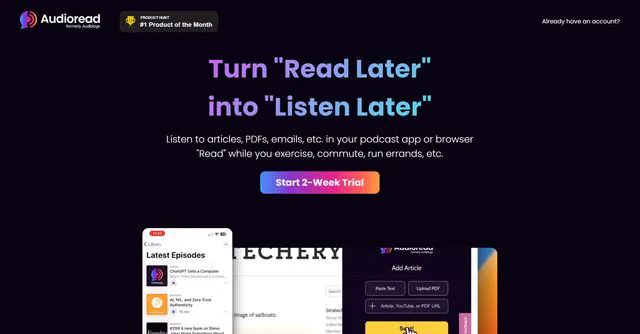 Audioread
formerly Audiblogs
PRODUCT HUNT
#1 Product of the Month
Already have an account?
Turn "Read Later"
into "Listen Later"
Listen to articles, PDFs, emails, etc. in your podcast app or browser
"Read" while you exercise, commute, run errands, etc.
Start 2-Week Trial
Library
Latest Episodes
ChatGPT Gets a Computer
AI, NIL, and Zero Trust
Authenticity
#209 A new book on Steve
TECHERY
Search
Audioread
formerly Audiblogs
Add Article
Paste Text
Upload PDF
+ Article, YouTube, or PDF URL
image of sailboats.